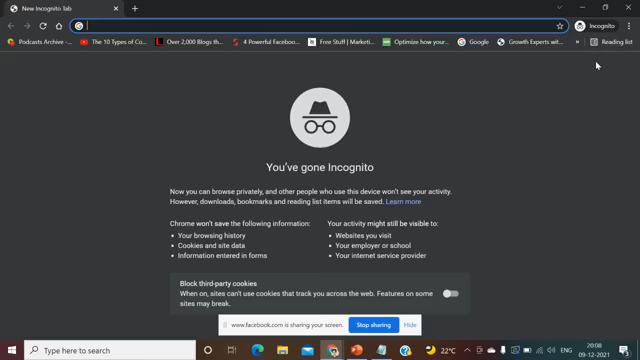 New Incognito Tab
Incognito
Podcasts Archive -... The 10 Types of Co... Over 2,000 Blogs th... 4 Powerful Faceboo... Free Stuff | Marketi... Optimize how your... Google Growth Experts wit... » Reading list
You've gone Incognito
Now you can browse privately, and other people who use this device won't see your activity.
However, downloads, bookmarks and reading list items will be saved. Learn more
Chrome won't save the following information:
• Your browsing history
• Cookies and site data
• Information entered in forms
Your activity might still be visible to:
• Websites you visit
• Your employer or school
• Your internet service provider
Block third-party cookies
When on, sites can't use cookies that track you across the web. Features on some
sites may break.
www.facebook.com is sharing your screen. Stop sharing Hide
Type here to search
22°C
ENG
20:08
09-12-2021